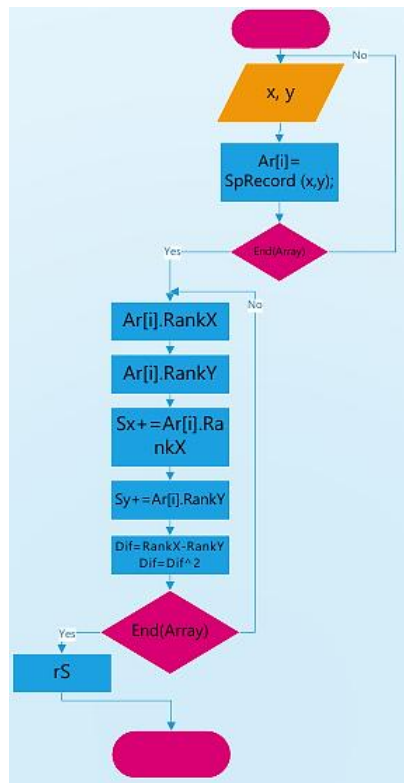 No
x, y
Ar[i]=
SpRecord (x,y);
End(Array)
Yes
No
Ar[i].RankX
Ar[i].RankY
Sx+=Ar[i].Ra
nkX
Sy+=Ar[i].RankY
Dif=RankX-RankY
Dif=Dif^2
End(Array)
Yes
rS